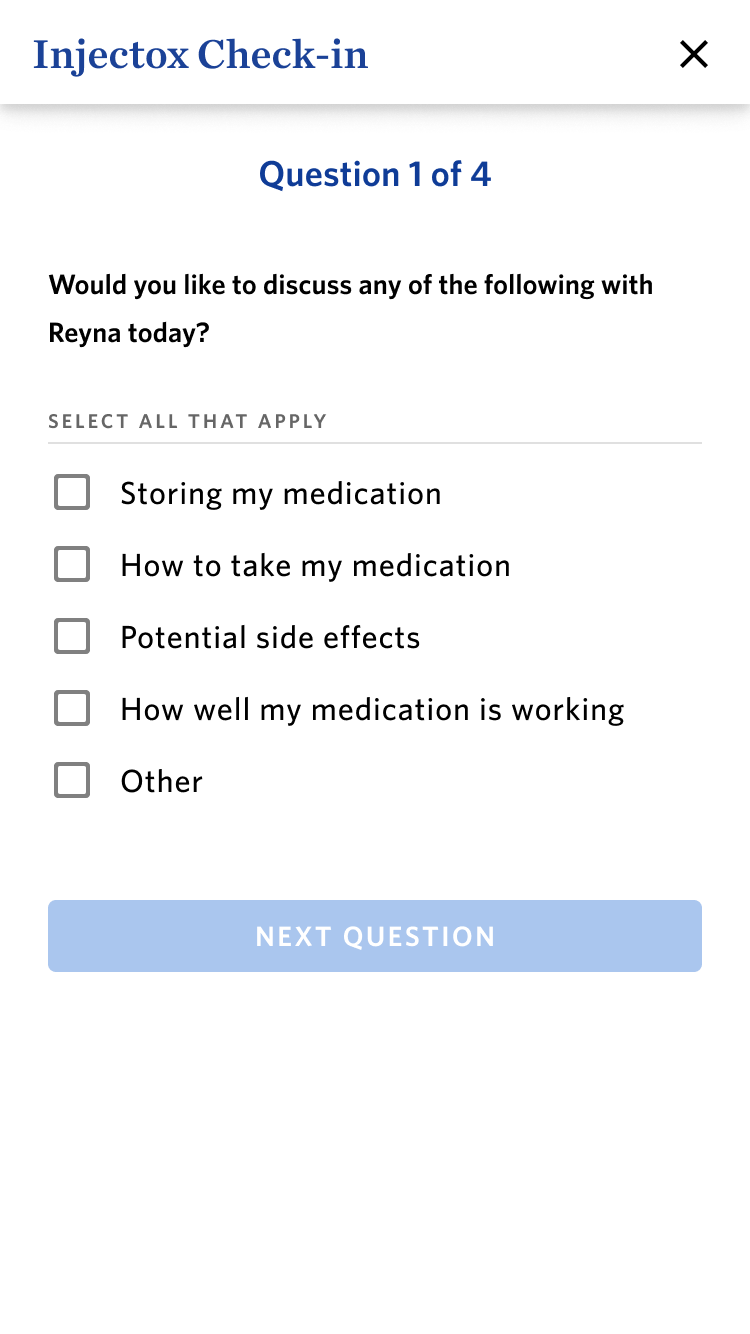 Injectox Check-in
Question 1 of 4
Would you like to discuss any of the following with
Reyna today?
SELECT ALL THAT APPLY
Storing my medication
How to take my medication
Potential side effects
How well my medication is working
Other
NEXT QUESTION